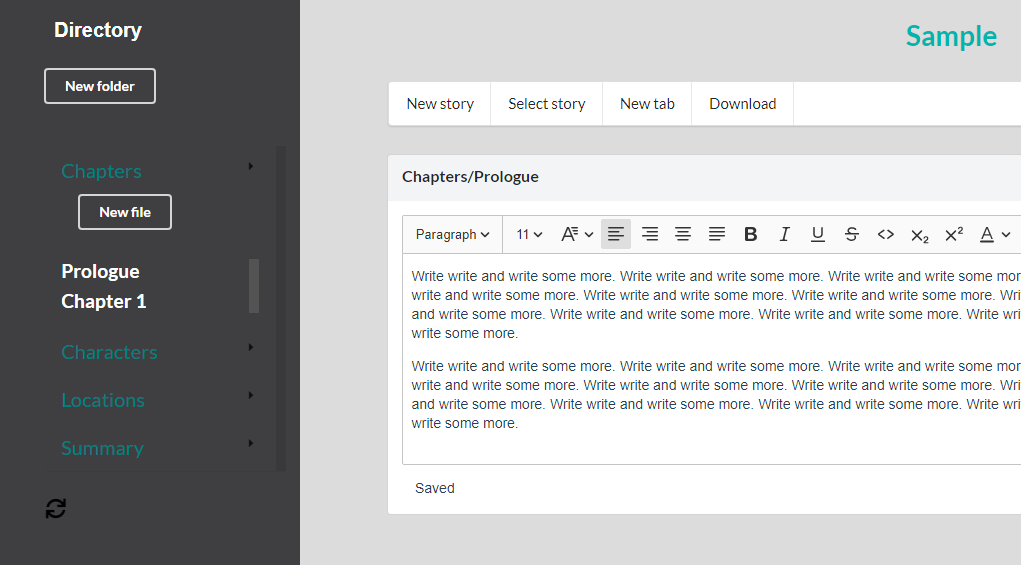 Directory
New folder
Chapters
New file
Prologue
Chapter 1
Characters
Locations
Summary
Sample
New story Select story New tab Download
Chapters/Prologue
Paragraph 11 A B I U S <> X₂ X² A
Write write and write some more. Write write and write some more. Write write and write some mor
write and write some more. Write write and write some more. Write write and write some more. Wri
and write some more. Write write and write some more. Write write and write some more. Write wri
write some more.
Write write and write some more. Write write and write some more. Write write and write some mor
write and write some more. Write write and write some more. Write write and write some more. Wri
and write some more. Write write and write some more. Write write and write some more. Write wri
write some more.
Saved